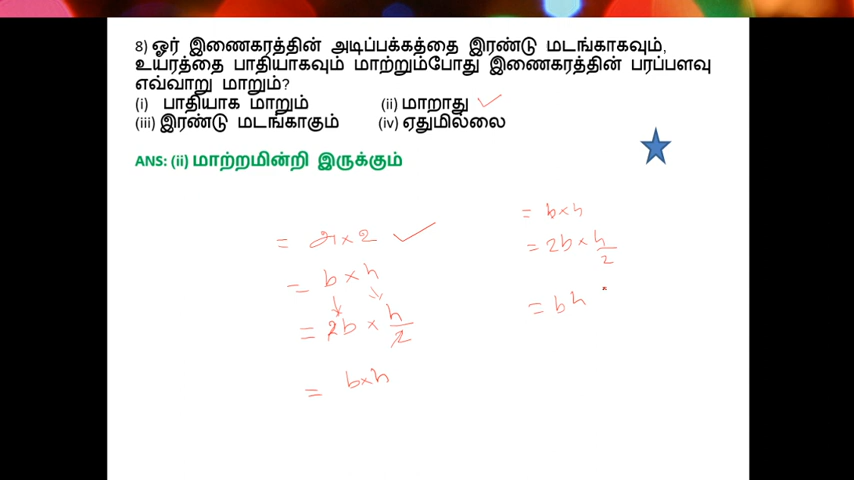 8) ஓர் இணைகரத்தின் அடிப்பக்கத்தை இரண்டு மடங்காகவும்,
உயரத்தை பாதியாகவும் மாற்றும்போது இணைகரத்தின் பரப்பளவு
எவ்வாறு மாறும்?
(i) பாதியாக மாறும் (ii) மாறாது ✓
(iii) இரண்டு மடங்காகும் (iv) ஏதுமில்லை
ANS: (ii) மாற்றமின்றி இருக்கும்
= அ × 2 ✓
= b × h
= 2b × h/2
= b×h
= b×h
= 2b × h/2
= bh